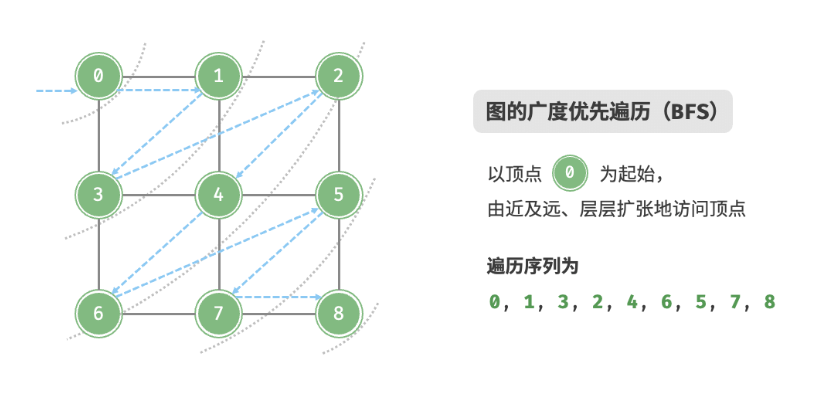 0 1 2
3 4 5
6 7 8
图的广度优先遍历（BFS）
以顶点 0 为起始，
由近及远、层层扩张地访问顶点
遍历序列为
0, 1, 3, 2, 4, 6, 5, 7, 8